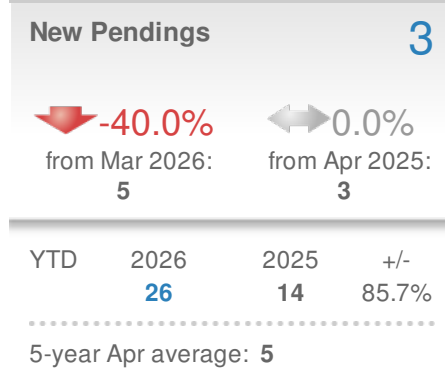 New Pendings 3
-40.0% 0.0%
from Mar 2026: from Apr 2025:
5 3
YTD 2026 2025 +/-
26 14 85.7%
5-year Apr average: 5